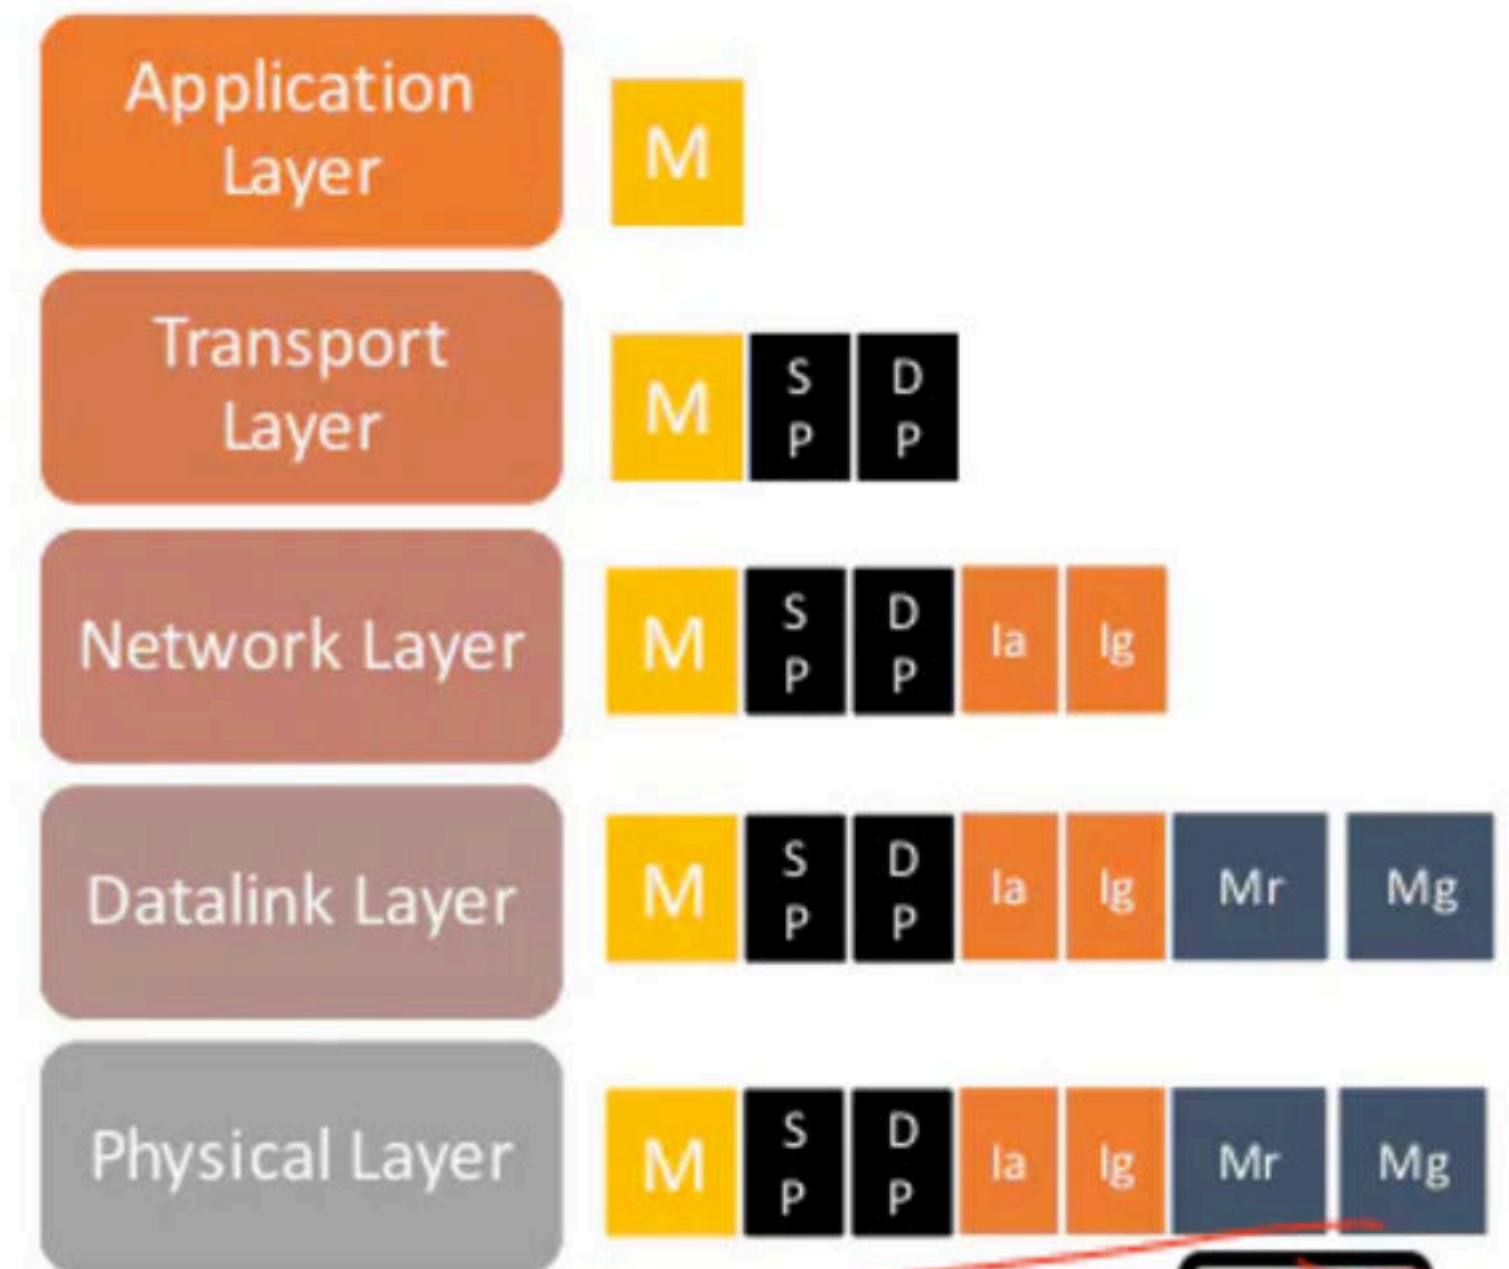 Application
Layer
M
Transport
Layer
M S P D P
Network Layer
M S P D P Ia Ig
Datalink Layer
M S P D P Ia Ig Mr Mg
Physical Layer
M S P D P Ia Ig Mr Mg